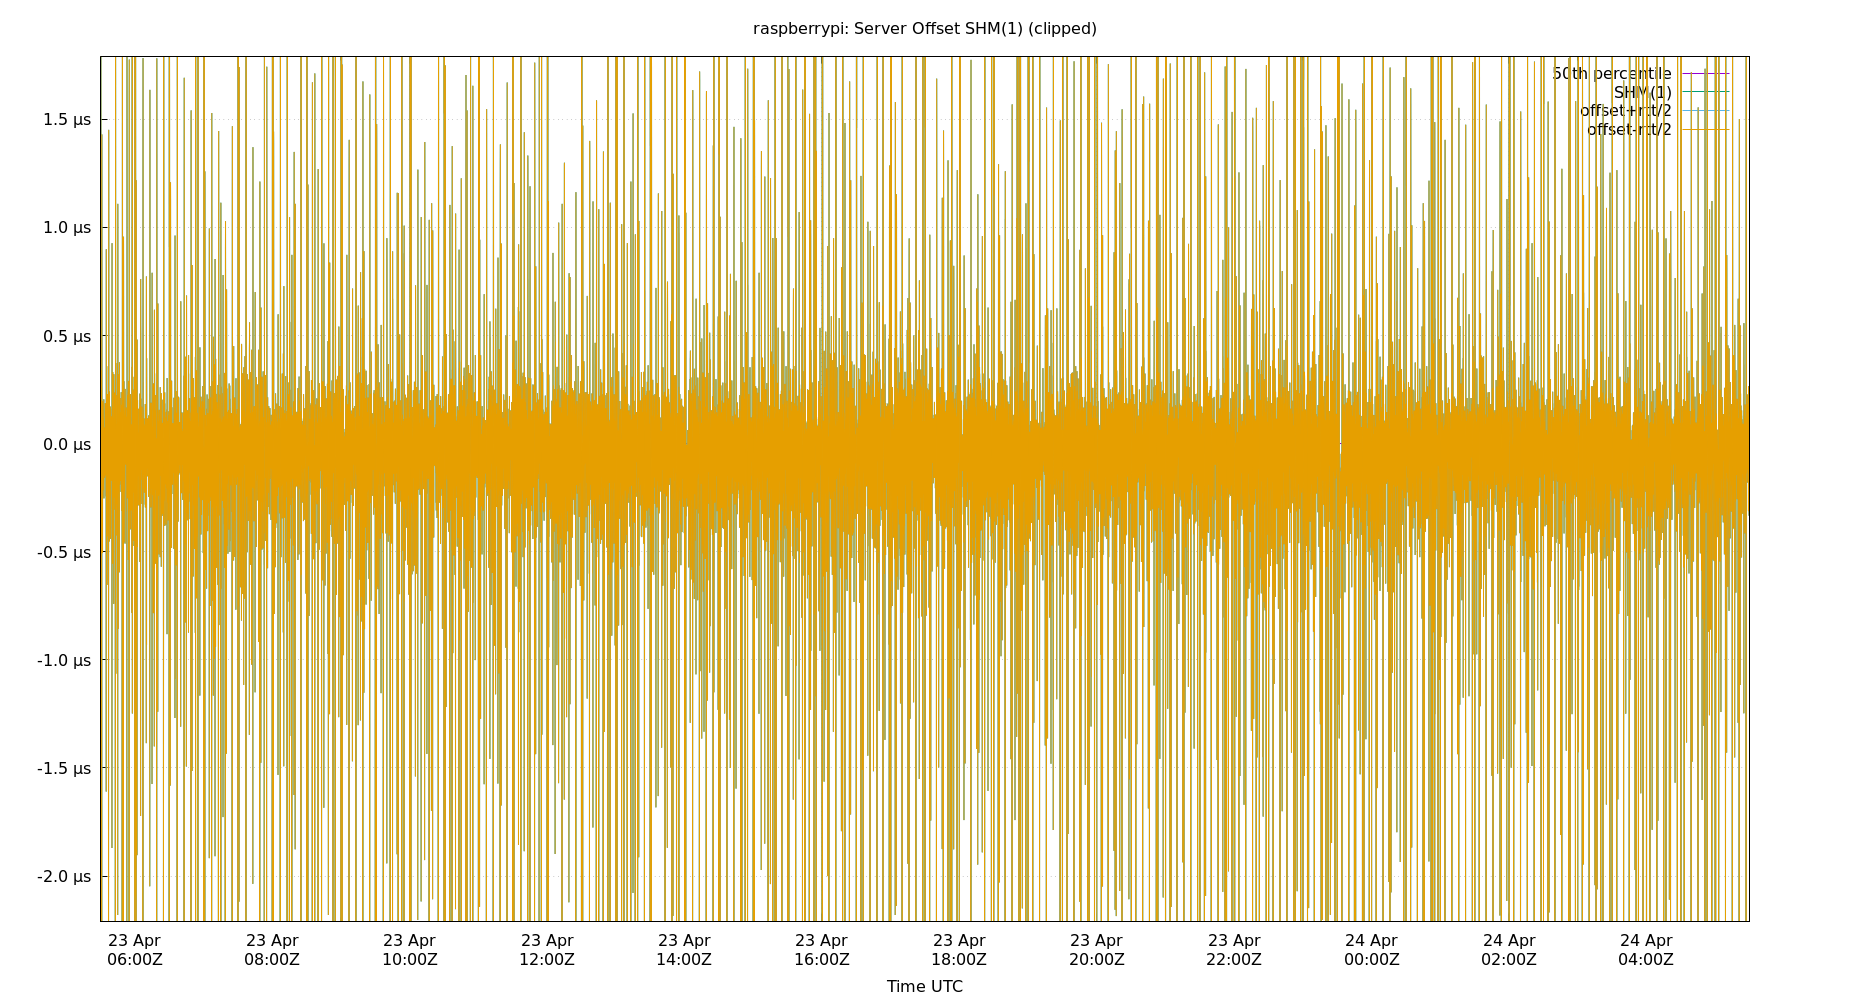 raspberrypi: Server Offset SHM(1) (clipped)
50th percentile
SHM(1)
offset+rtt/2
offset-rtt/2
1.5 µs
1.0 µs
0.5 µs
0.0 µs
-0.5 µs
-1.0 µs
-1.5 µs
-2.0 µs
23 Apr 23 Apr 23 Apr 23 Apr 23 Apr 23 Apr 23 Apr 23 Apr 23 Apr 24 Apr 24 Apr 24 Apr
06:00Z 08:00Z 10:00Z 12:00Z 14:00Z 16:00Z 18:00Z 20:00Z 22:00Z 00:00Z 02:00Z 04:00Z
Time UTC